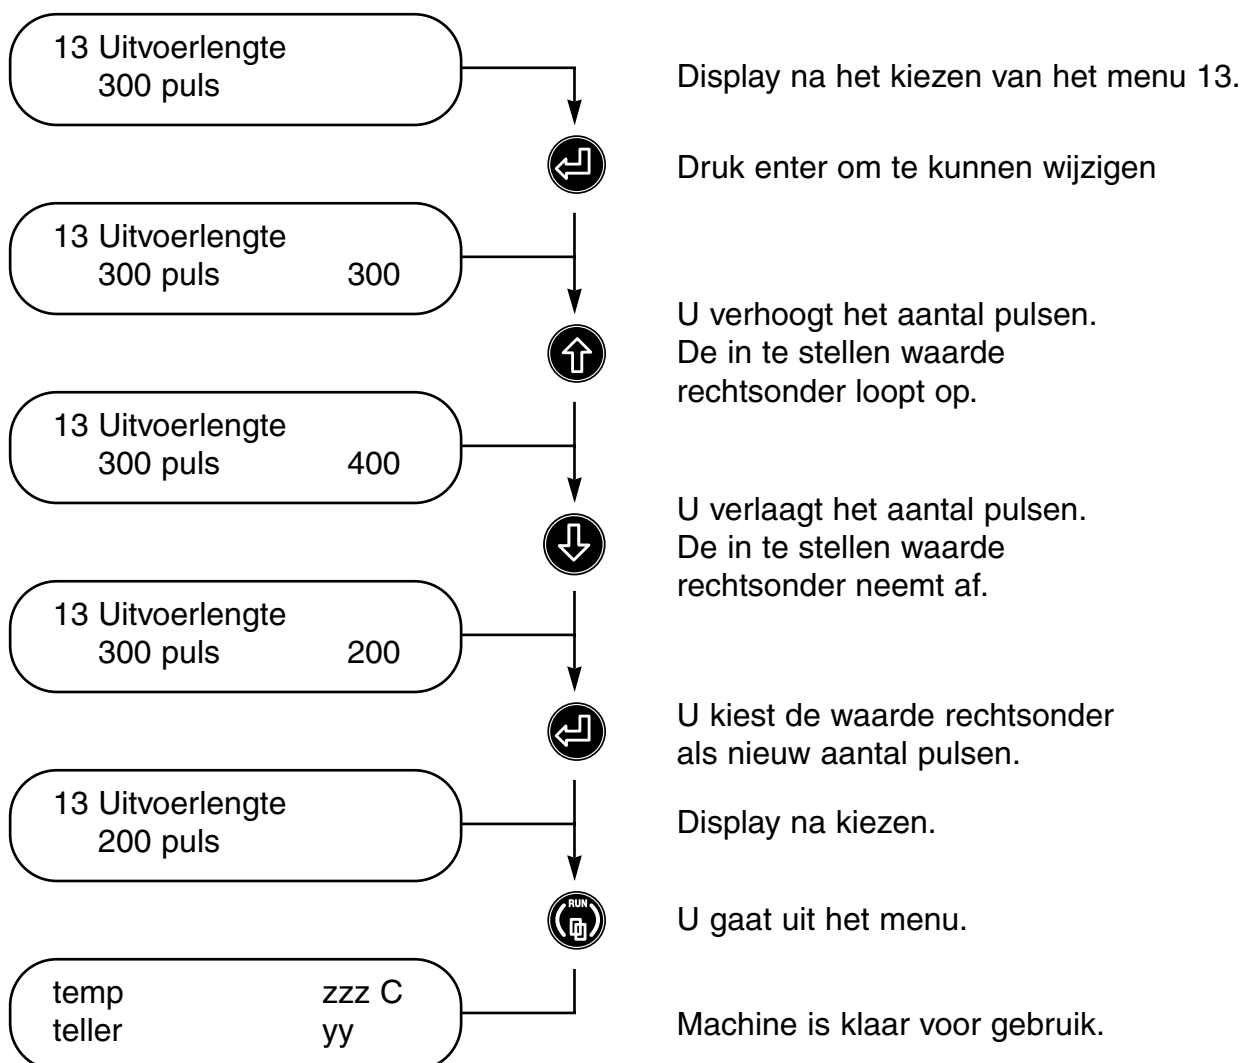 13 Uitvoerlengte
300 puls
Display na het kiezen van het menu 13.
Druk enter om te kunnen wijzigen
13 Uitvoerlengte
300 puls 300
U verhoogt het aantal pulsen.
De in te stellen waarde
rechtsonder loopt op.
13 Uitvoerlengte
300 puls 400
U verlaagt het aantal pulsen.
De in te stellen waarde
rechtsonder neemt af.
13 Uitvoerlengte
300 puls 200
U kiest de waarde rechtsonder
als nieuw aantal pulsen.
13 Uitvoerlengte
200 puls
Display na kiezen.
RUN
U gaat uit het menu.
temp zzz C
teller yy
Machine is klaar voor gebruik.